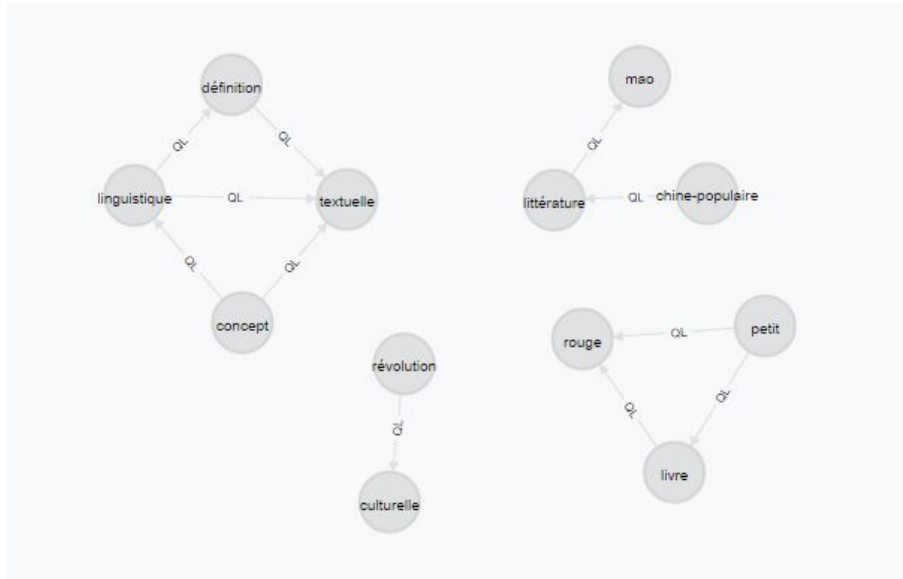 définition
QL
QL
linguistique
QL
textuelle
QL
QL
concept
mao
QL
littérature
QL
chine-populaire
révolution
QL
culturelle
rouge
QL
petit
QL
QL
livre